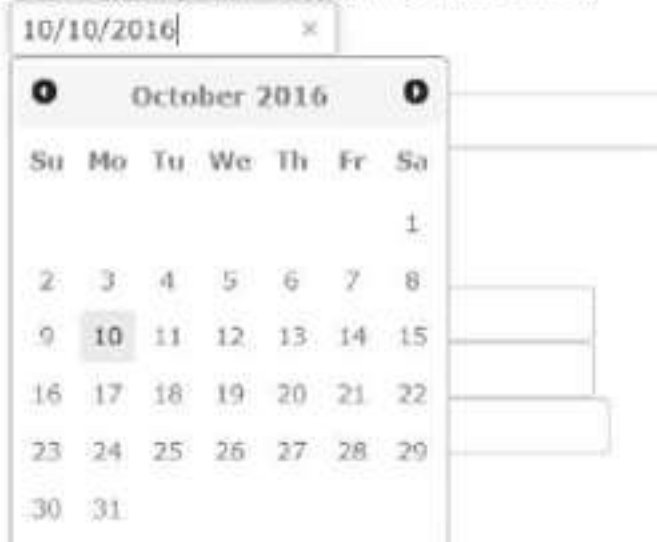 10/10/2016 ×
October 2016
Su Mo Tu We Th Fr Sa
1
2 3 4 5 6 7 8
9 10 11 12 13 14 15
16 17 18 19 20 21 22
23 24 25 26 27 28 29
30 31